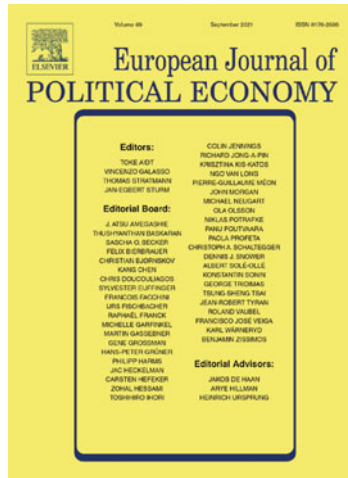 Volume 69
September 2021
ISSN 0176-2680
ELSEVIER
European Journal of
POLITICAL ECONOMY
Editors:
TOKE AIDT
VINCENZO GALASSO
THOMAS STRATMANN
JAN-EGBERT STURM
Editorial Board:
J. ATSU AMEGASHIE
THUSHYANTHAN BASKARAN
SASCHA O. BECKER
FELIX BIERBRAUER
CHRISTIAN BJORNSKOV
KANG CHEN
CHRIS DOUCOULIAGOS
SYLVESTER EIJFFINGER
FRANCOIS FACCHINI
URS FISCHBACHER
RAPHAËL FRANCK
MICHELLE GARFINKEL
MARTIN GASSEBNER
GENE GROSSMAN
HANS-PETER GRÜNER
PHILIPP HARMS
JAC HECKELMAN
CARSTEN HEFEKER
ZOHAL HESSAMI
TOSHIHIRO IHORI
COLIN JENNINGS
RICHARD JONG-A-PIN
KRISZTINA KIS-KATOS
NGO VAN LONG
PIERRE-GUILLAUME MÉON
JOHN MORGAN
MICHAEL NEUGART
OLA OLSSON
NIKLAS POTRAFKE
PANU POUTVAARA
PAOLA PROFETA
CHRISTOPH A. SCHALTEGGER
DENNIS J. SNOWER
ALBERT SOLÉ-OLLÉ
KONSTANTIN SONIN
GEORGE TRIDIMAS
TSUNG-SHENG TSAI
JEAN-ROBERT TYRAN
ROLAND VAUBEL
FRANCISCO JOSÉ VEIGA
KARL WÄRNERYD
BENJAMIN ZISSIMOS
Editorial Advisors:
JAKOB DE HAAN
ARYE HILLMAN
HEINRICH URSPRUNG